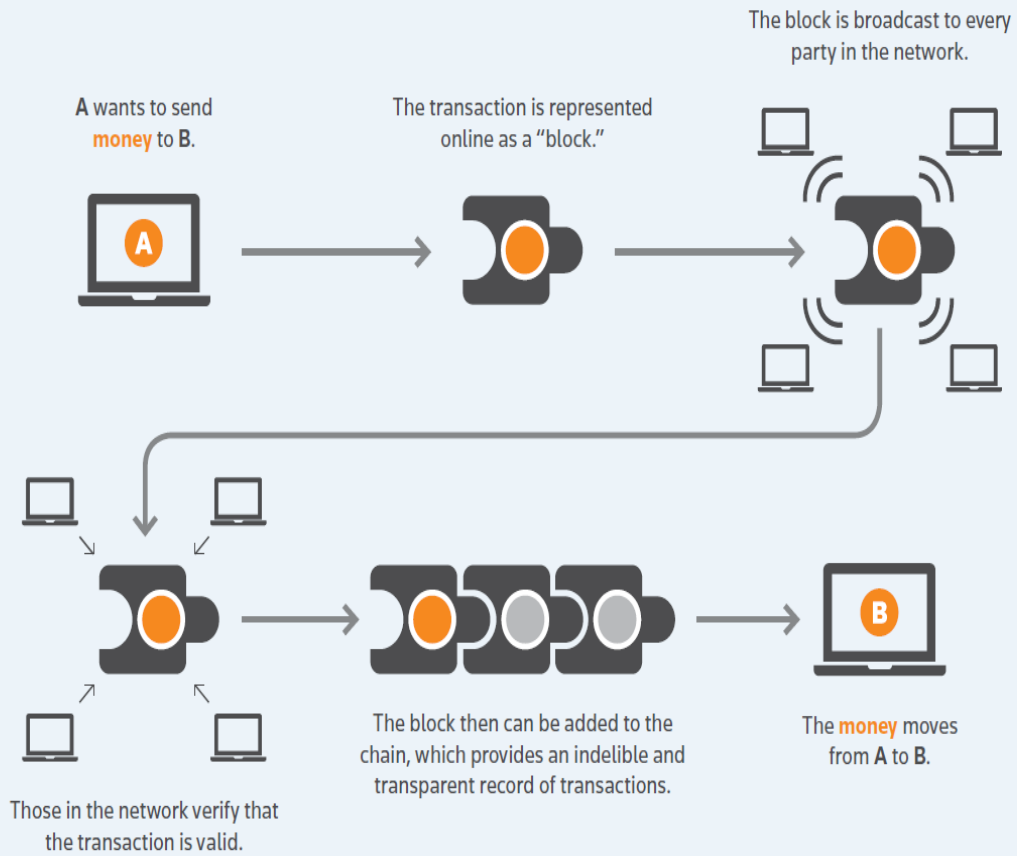 A wants to send
money to B.
The transaction is represented
online as a “block.”
The block is broadcast to every
party in the network.
A
Those in the network verify that
the transaction is valid.
The block then can be added to the
chain, which provides an indelible and
transparent record of transactions.
B
The money moves
from A to B.